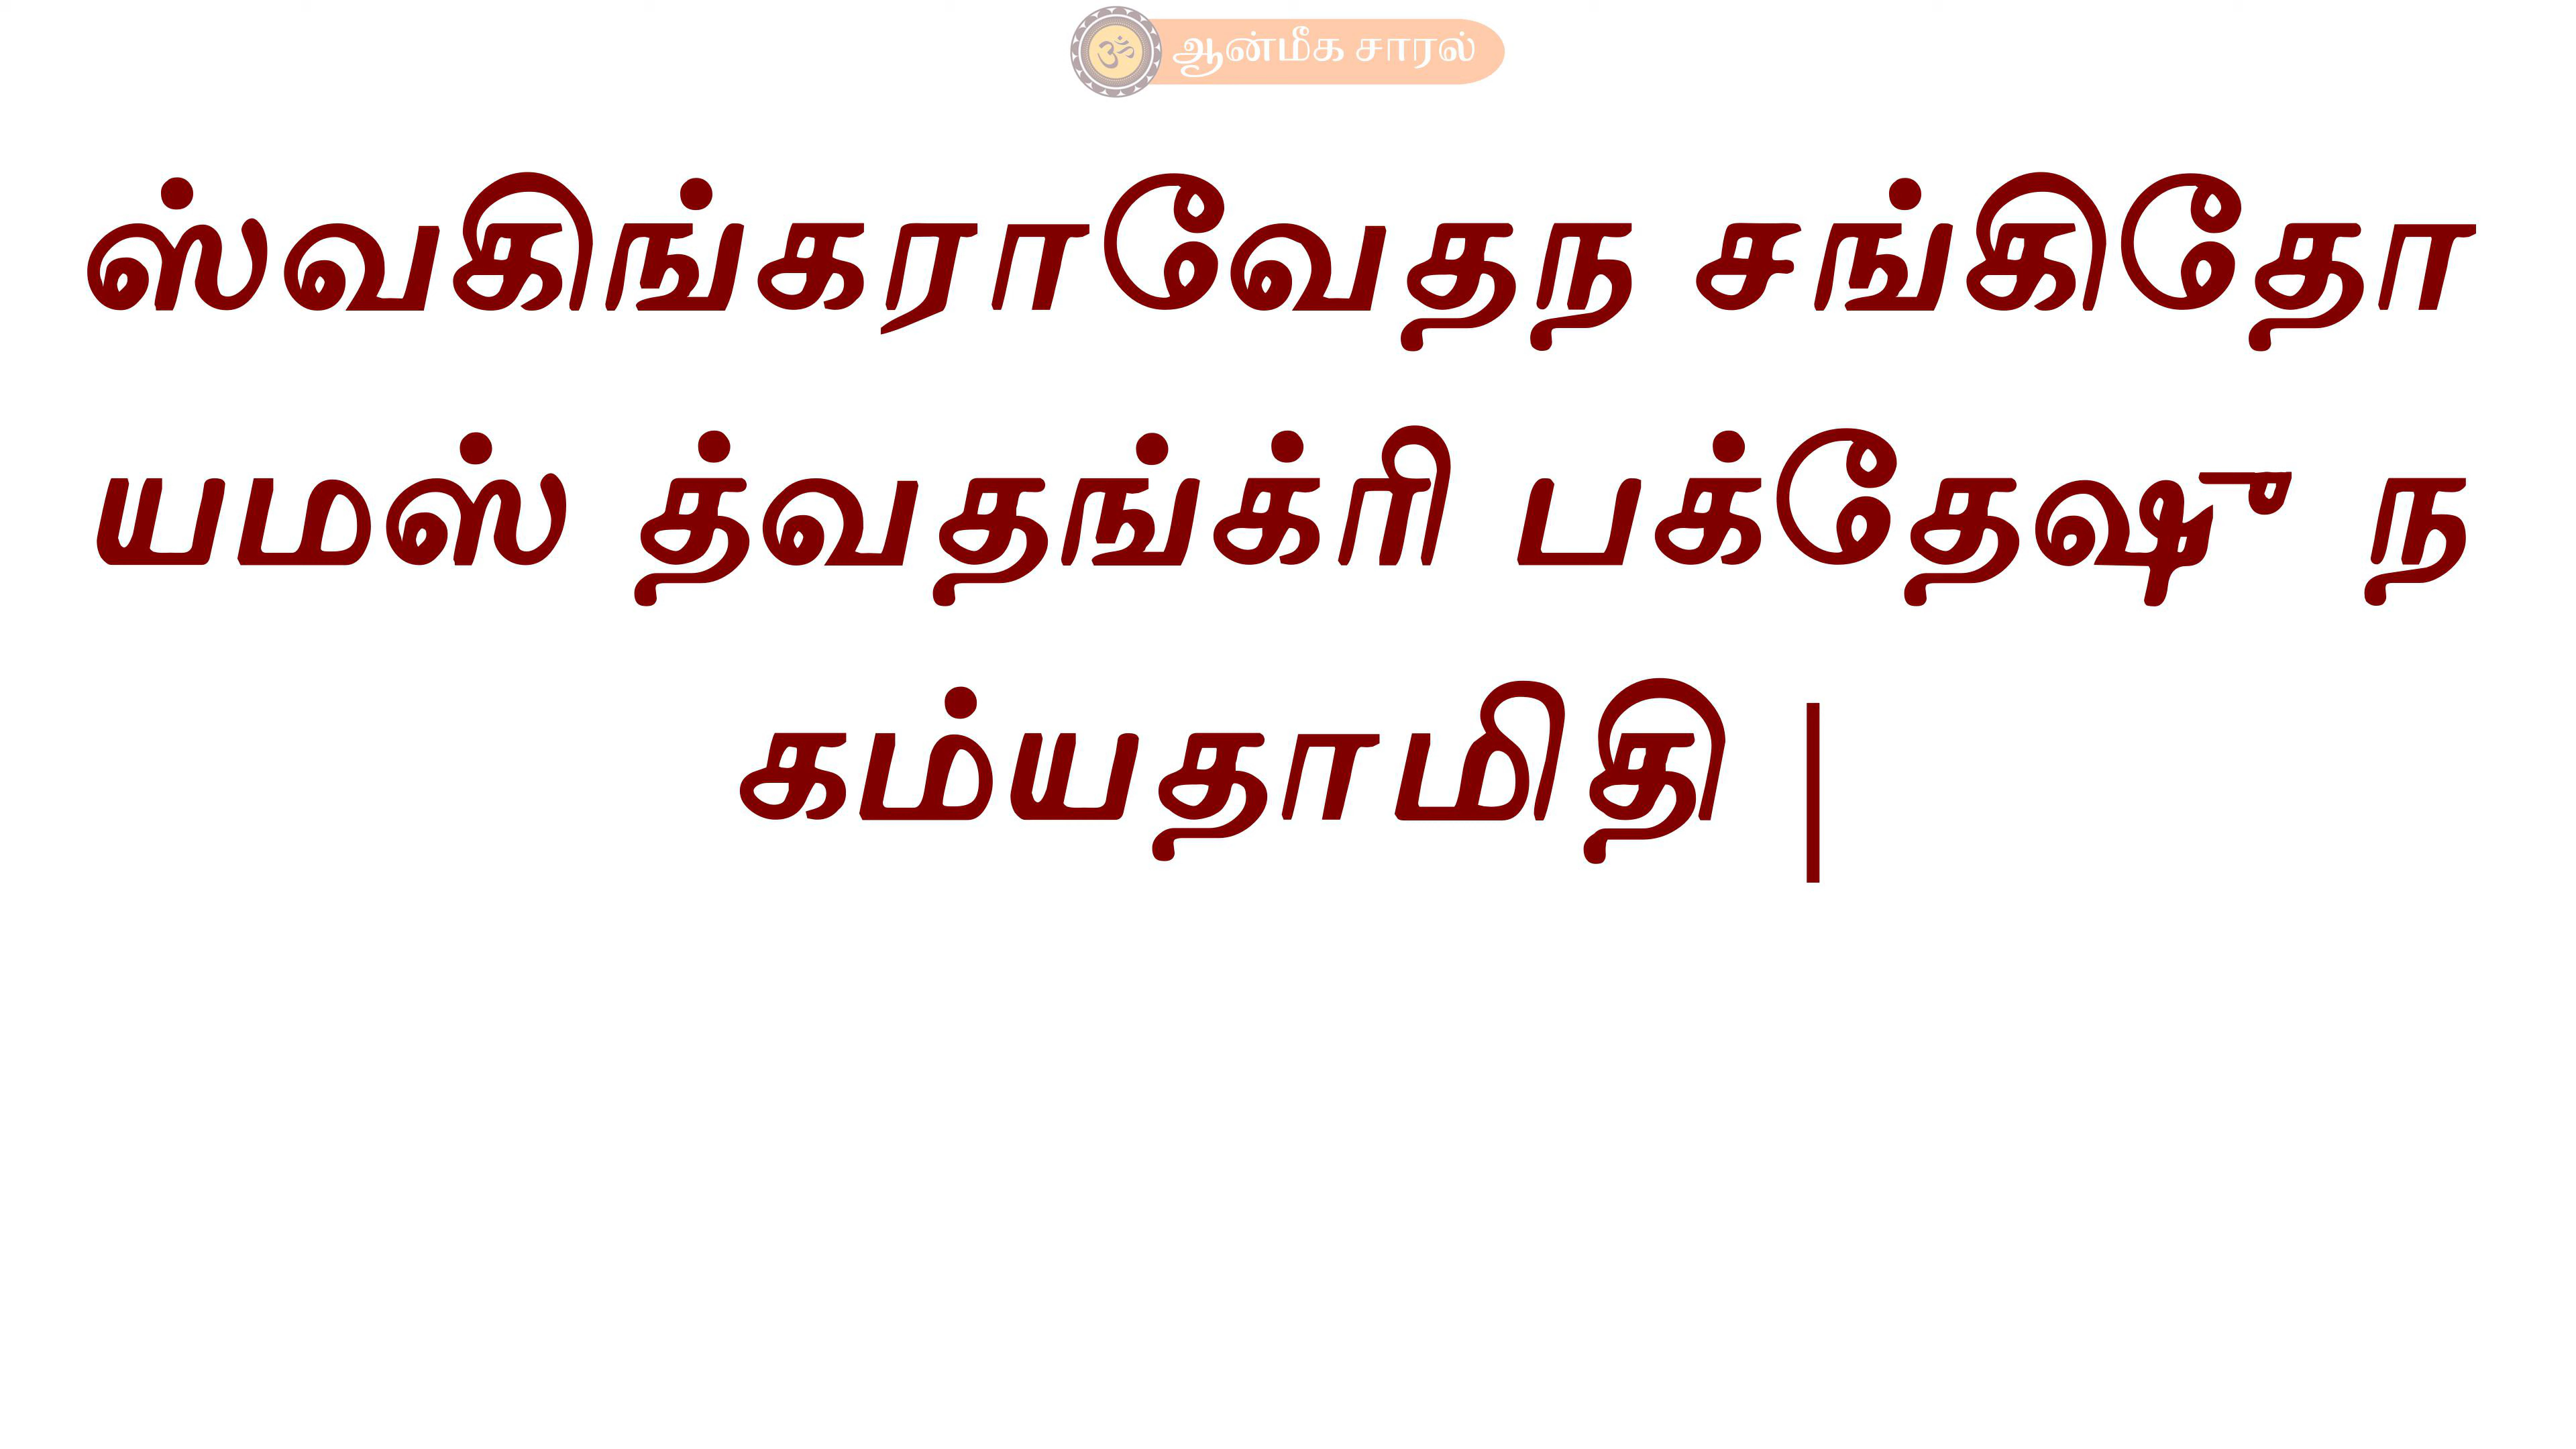 ஆன்மீக சாரல்
ஸ்வகிங்கராவேதந சங்கிதோ
யமஸ் த்வதங்க்ரி பக்தேஷு ந
கம்யதாமிதி |